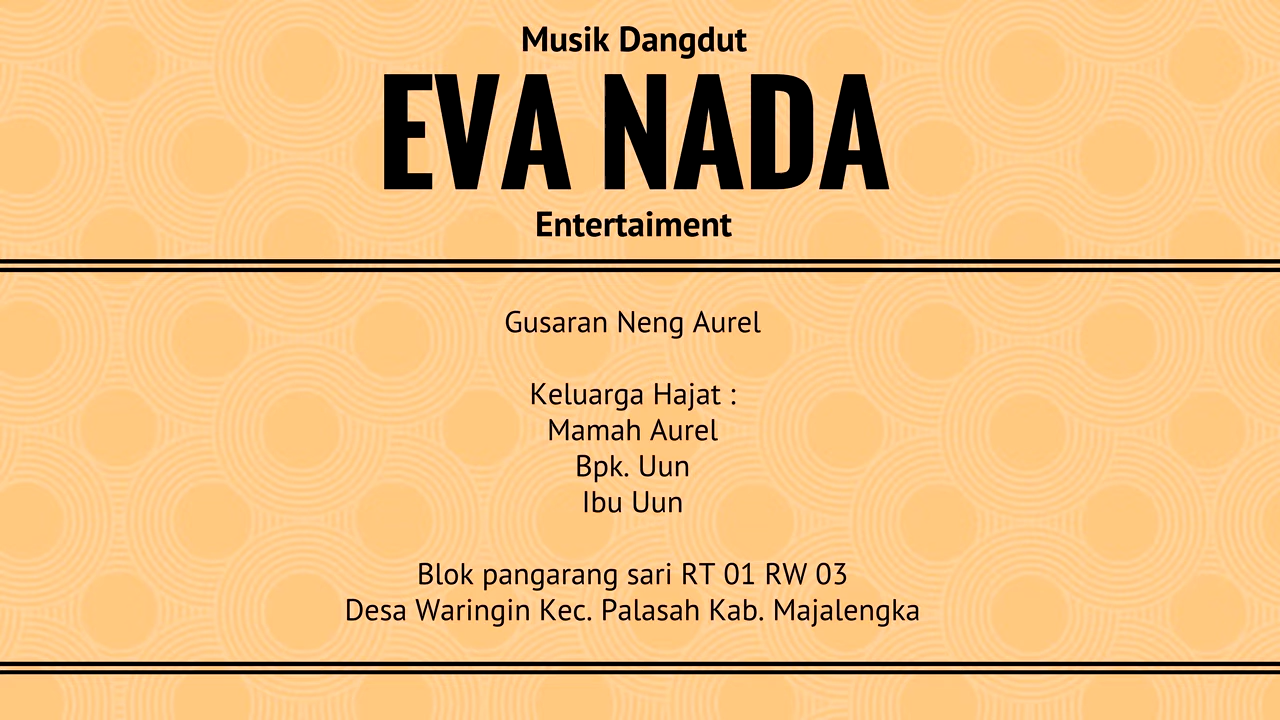 Musik Dangdut
EVA NADA
Entertaiment
Gusaran Neng Aurel
Keluarga Hajat :
Mamah Aurel
Bpk. Uun
Ibu Uun
Blok pangarang sari RT 01 RW 03
Desa Waringin Kec. Palasah Kab. Majalengka